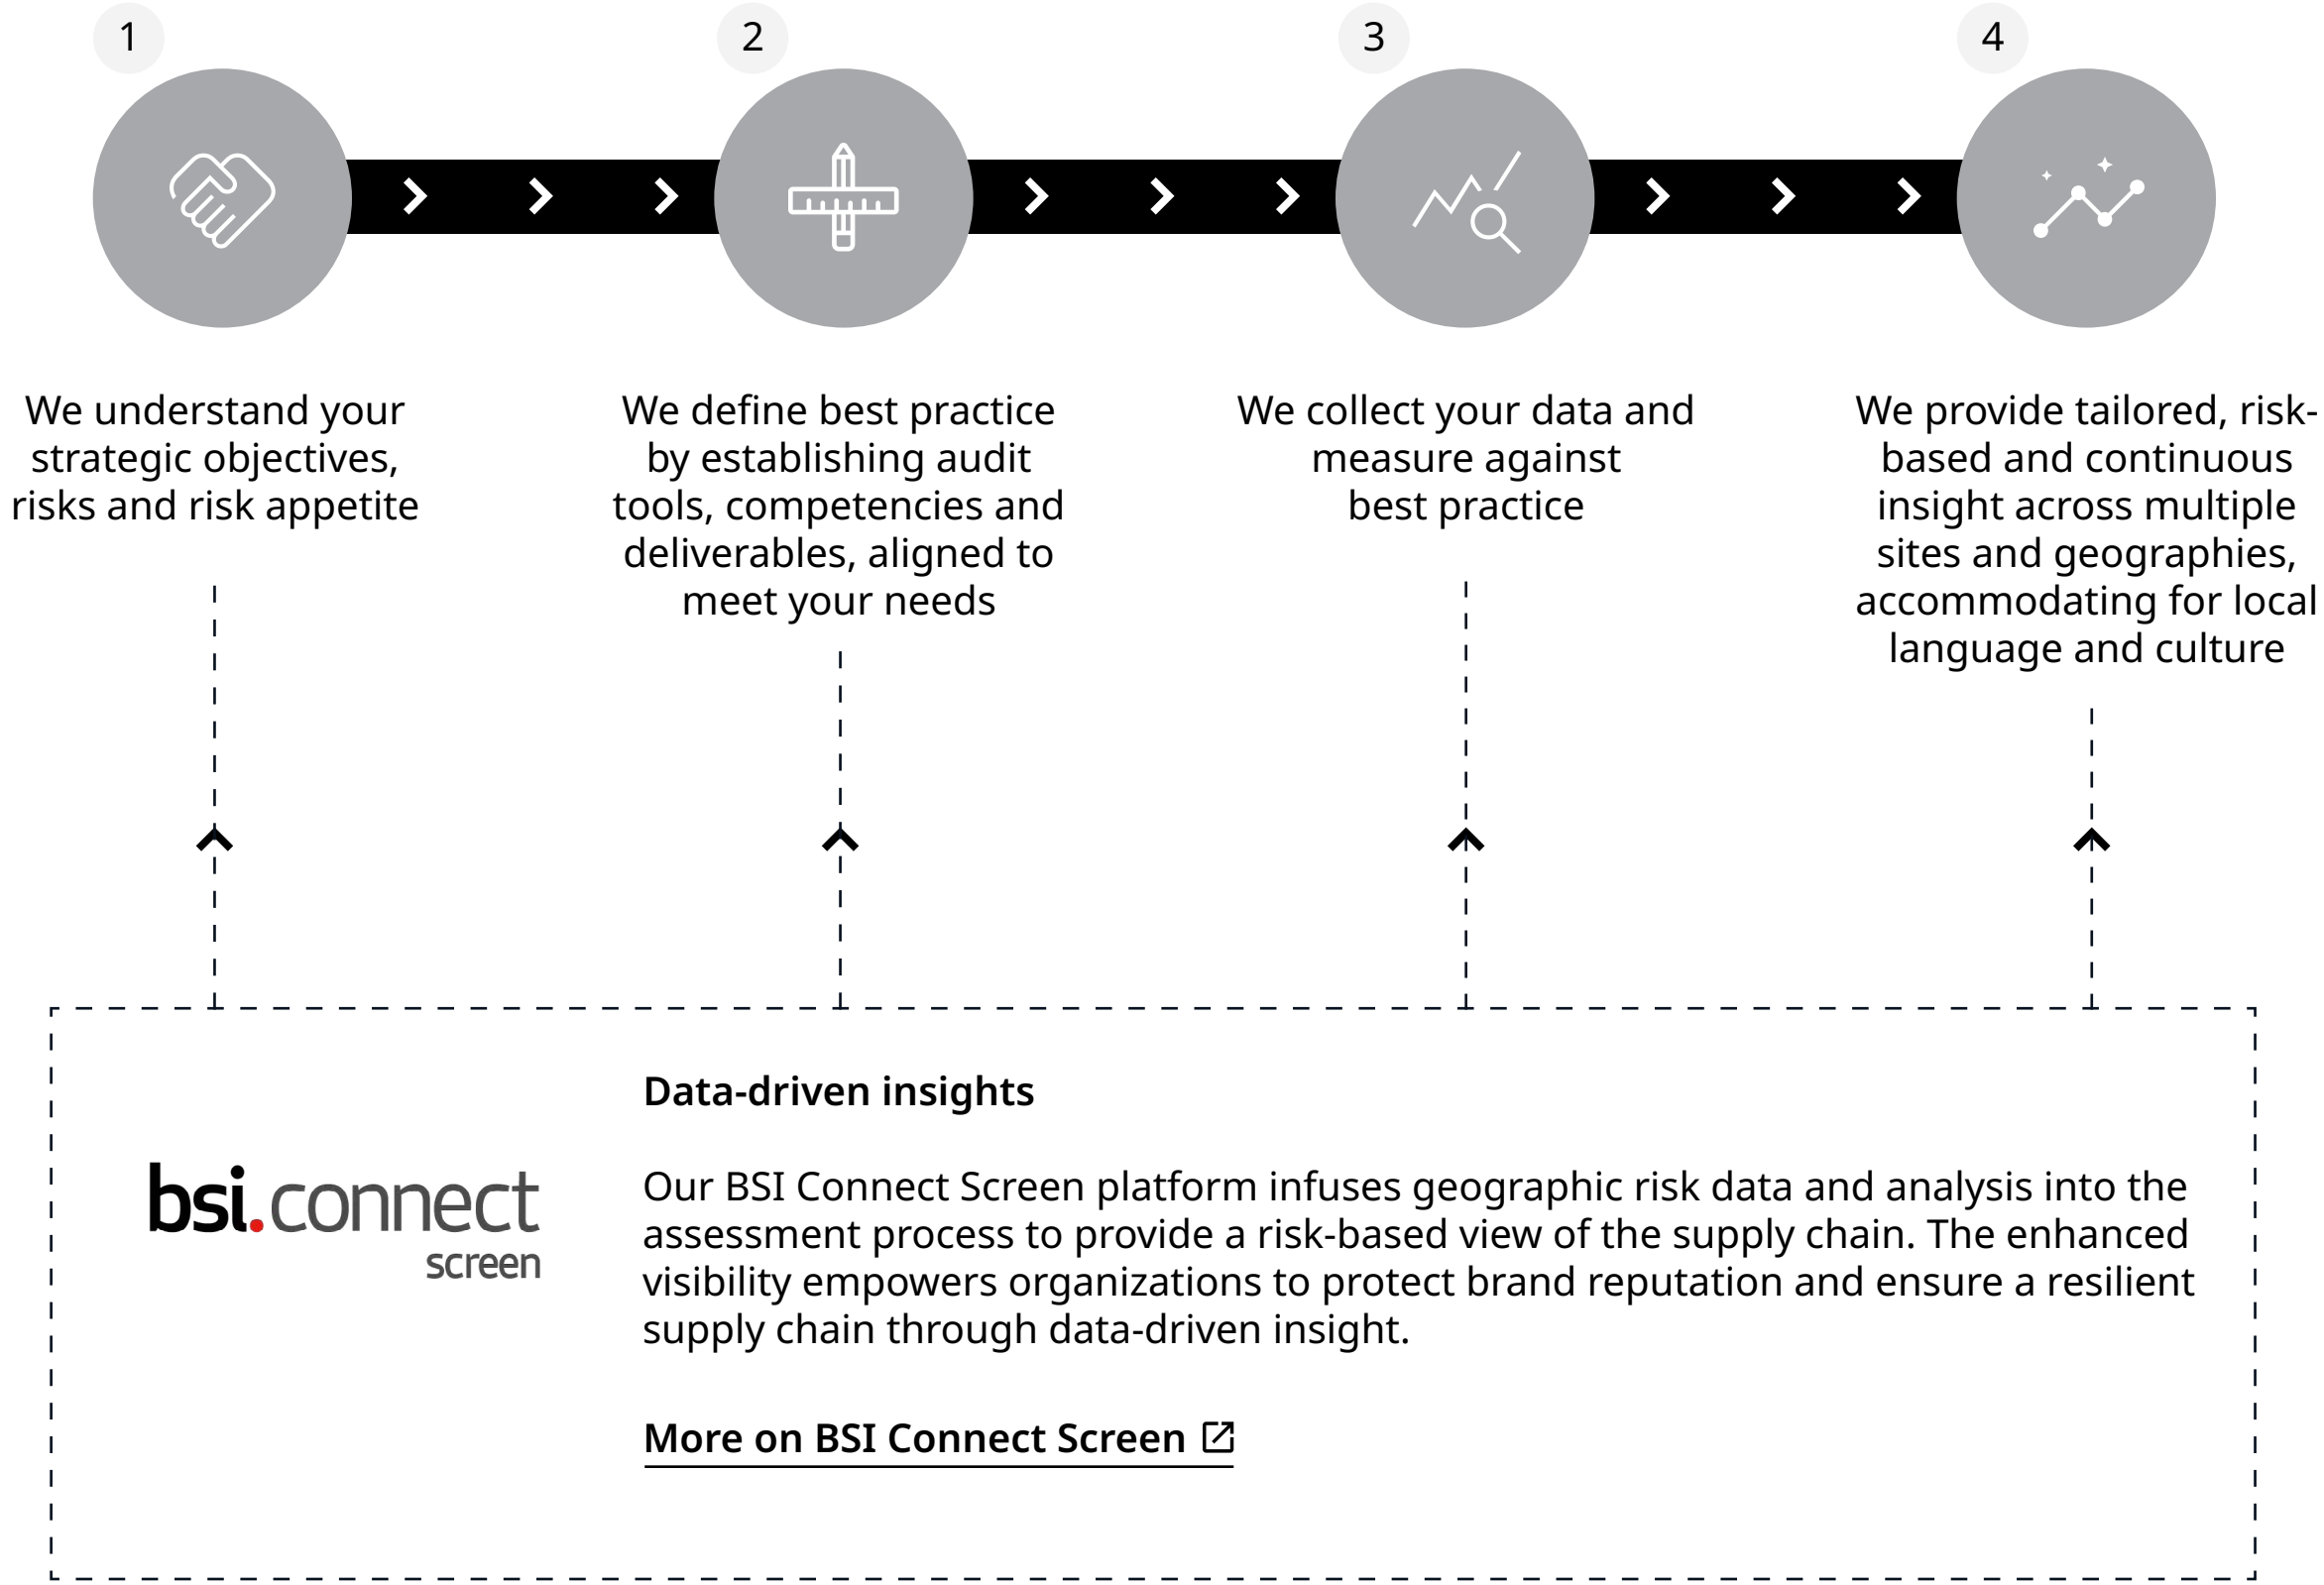 1
2
3
4
We understand your
strategic objectives,
risks and risk appetite
We define best practice
by establishing audit
tools, competencies and
deliverables, aligned to
meet your needs
We collect your data and
measure against
best practice
We provide tailored, risk-
based and continuous
insight across multiple
sites and geographies,
accommodating for local
language and culture
bsi.connect
screen
Data-driven insights
Our BSI Connect Screen platform infuses geographic risk data and analysis into the
assessment process to provide a risk-based view of the supply chain. The enhanced
visibility empowers organizations to protect brand reputation and ensure a resilient
supply chain through data-driven insight.
More on BSI Connect Screen